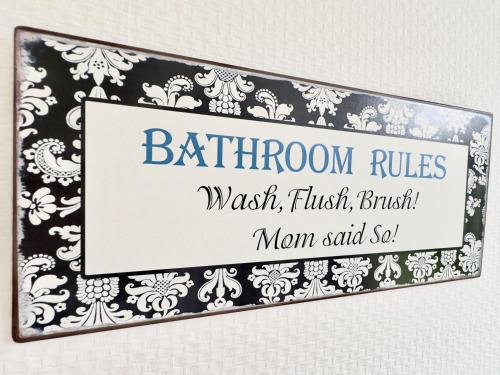 BATHROOM RULES
Wash, Flush, Brush!
Mom said So!